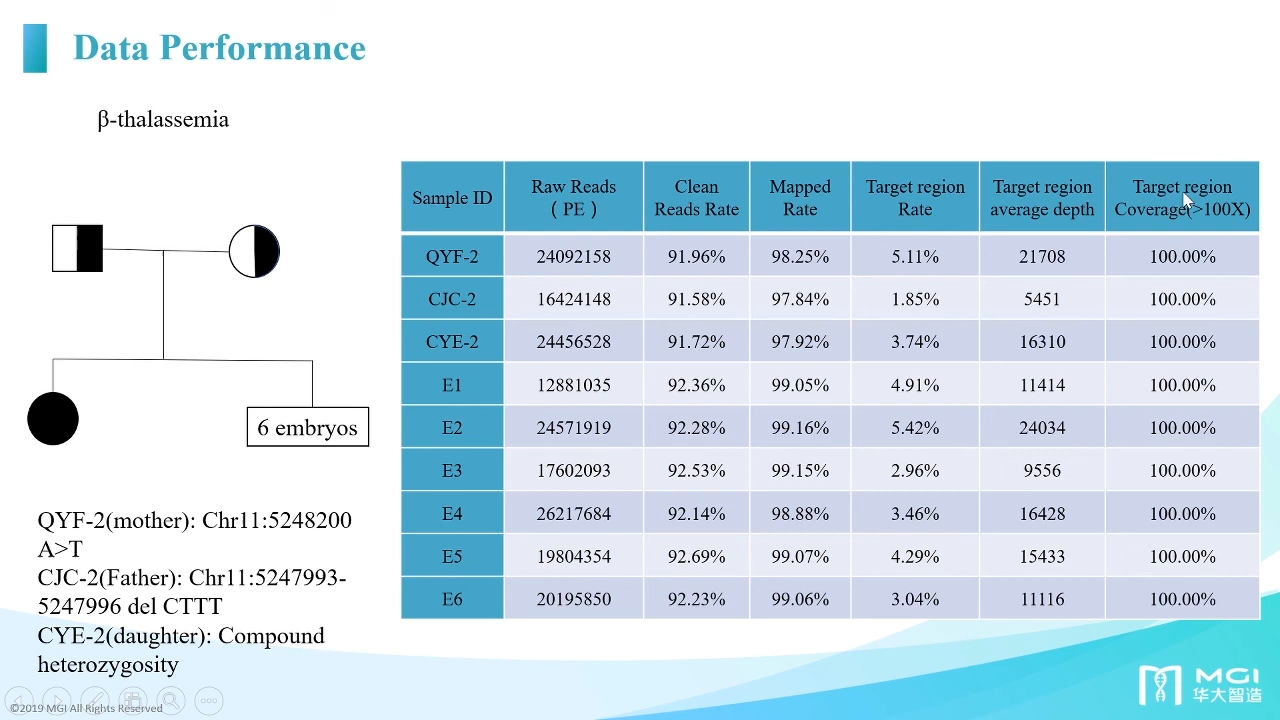 Data Performance
β-thalassemia
6 embryos
QYF-2(mother): Chr11:5248200
A>T
CJC-2(Father): Chr11:5247993-
5247996 del CTTT
CYE-2(daughter): Compound
heterozygosity
Sample ID Raw Reads (PE) Clean Reads Rate Mapped Rate Target region Rate Target region average depth Target region Coverage(>100X)
QYF-2 24092158 91.96% 98.25% 5.11% 21708 100.00%
CJC-2 16424148 91.58% 97.84% 1.85% 5451 100.00%
CYE-2 24456528 91.72% 97.92% 3.74% 16310 100.00%
E1 12881035 92.36% 99.05% 4.91% 11414 100.00%
E2 24571919 92.28% 99.16% 5.42% 24034 100.00%
E3 17602093 92.53% 99.15% 2.96% 9556 100.00%
E4 26217684 92.14% 98.88% 3.46% 16428 100.00%
E5 19804354 92.69% 99.07% 4.29% 15433 100.00%
E6 20195850 92.23% 99.06% 3.04% 11116 100.00%
©2019 MGI All Rights Reserved
MGI
华大智造